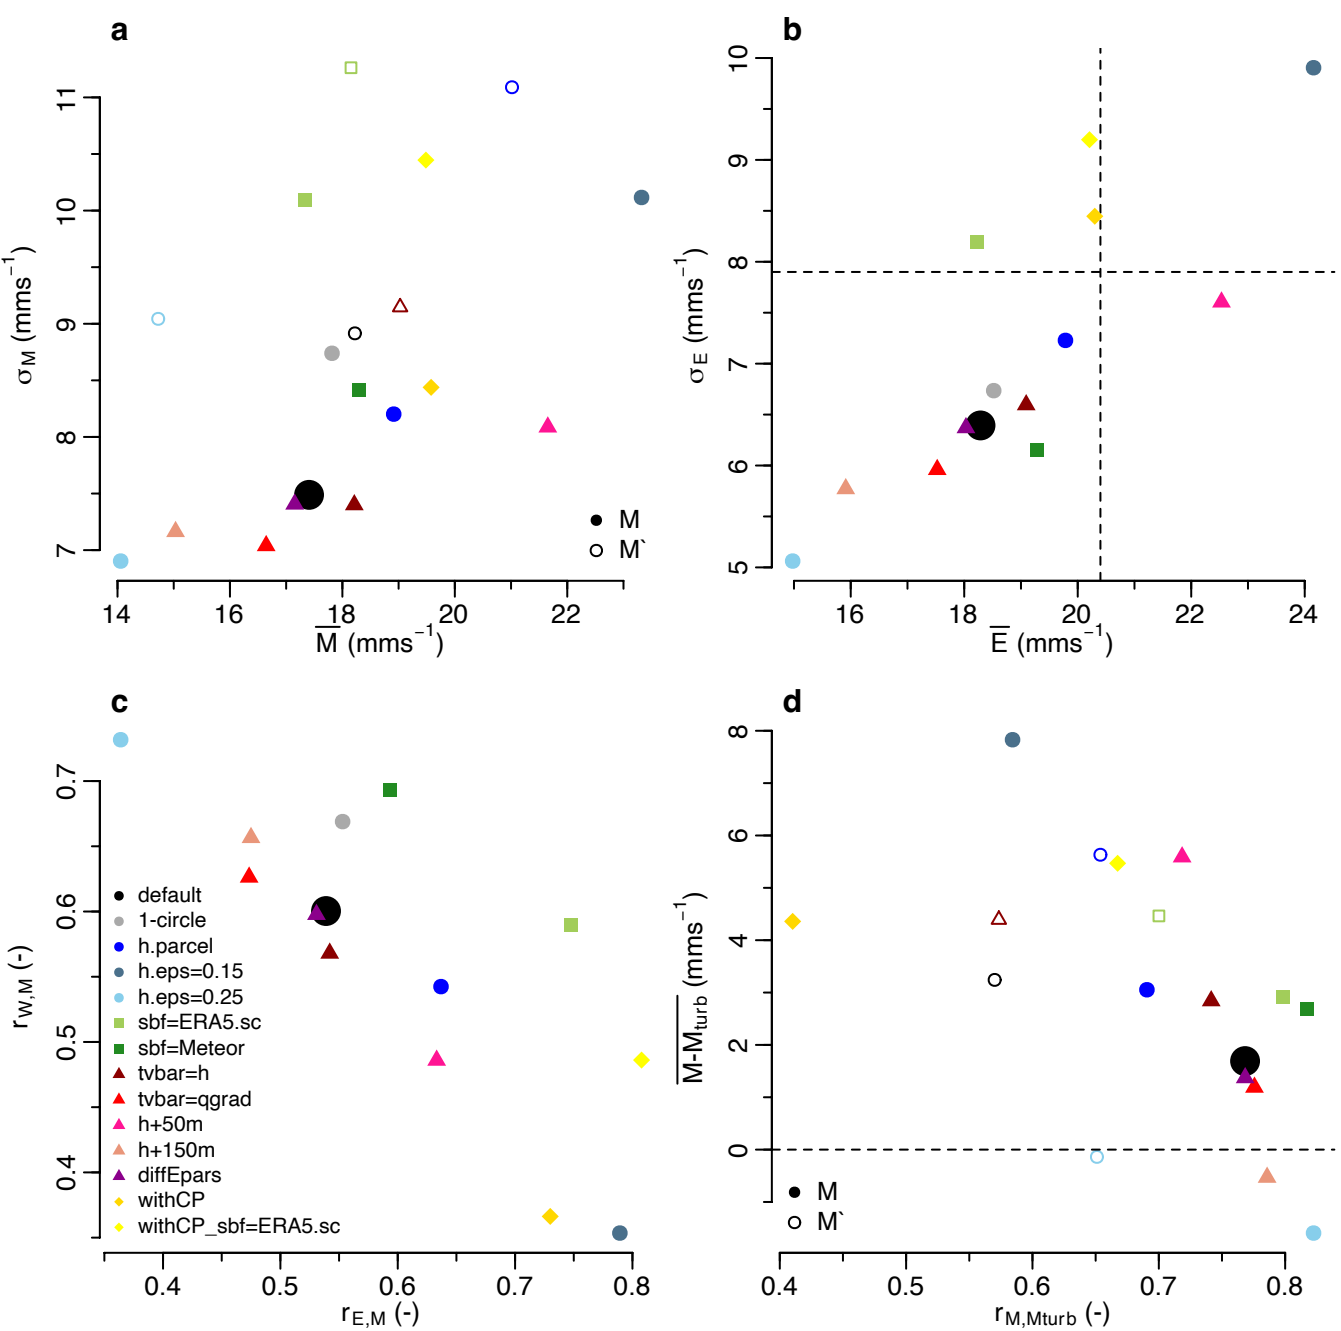 a
11
10
9
8
7
σM (mms−1)
14 16 18 20 22
M (mms−1)
M
M`
b
10
9
8
7
6
5
σE (mms−1)
16 18 20 22 24
E (mms−1)
c
0.7
0.6
0.5
0.4
rW,M (-)
default
1-circle
h.parcel
h.eps=0.15
h.eps=0.25
sbf=ERA5.sc
sbf=Meteor
tvbar=h
tvbar=qgrad
h+50m
h+150m
diffEpars
withCP
withCP_sbf=ERA5.sc
0.4 0.5 0.6 0.7 0.8
rE,M (-)
d
8
6
4
2
0
M-Mturb (mms−1)
M
M`
0.4 0.5 0.6 0.7 0.8
rM,Mturb (-)